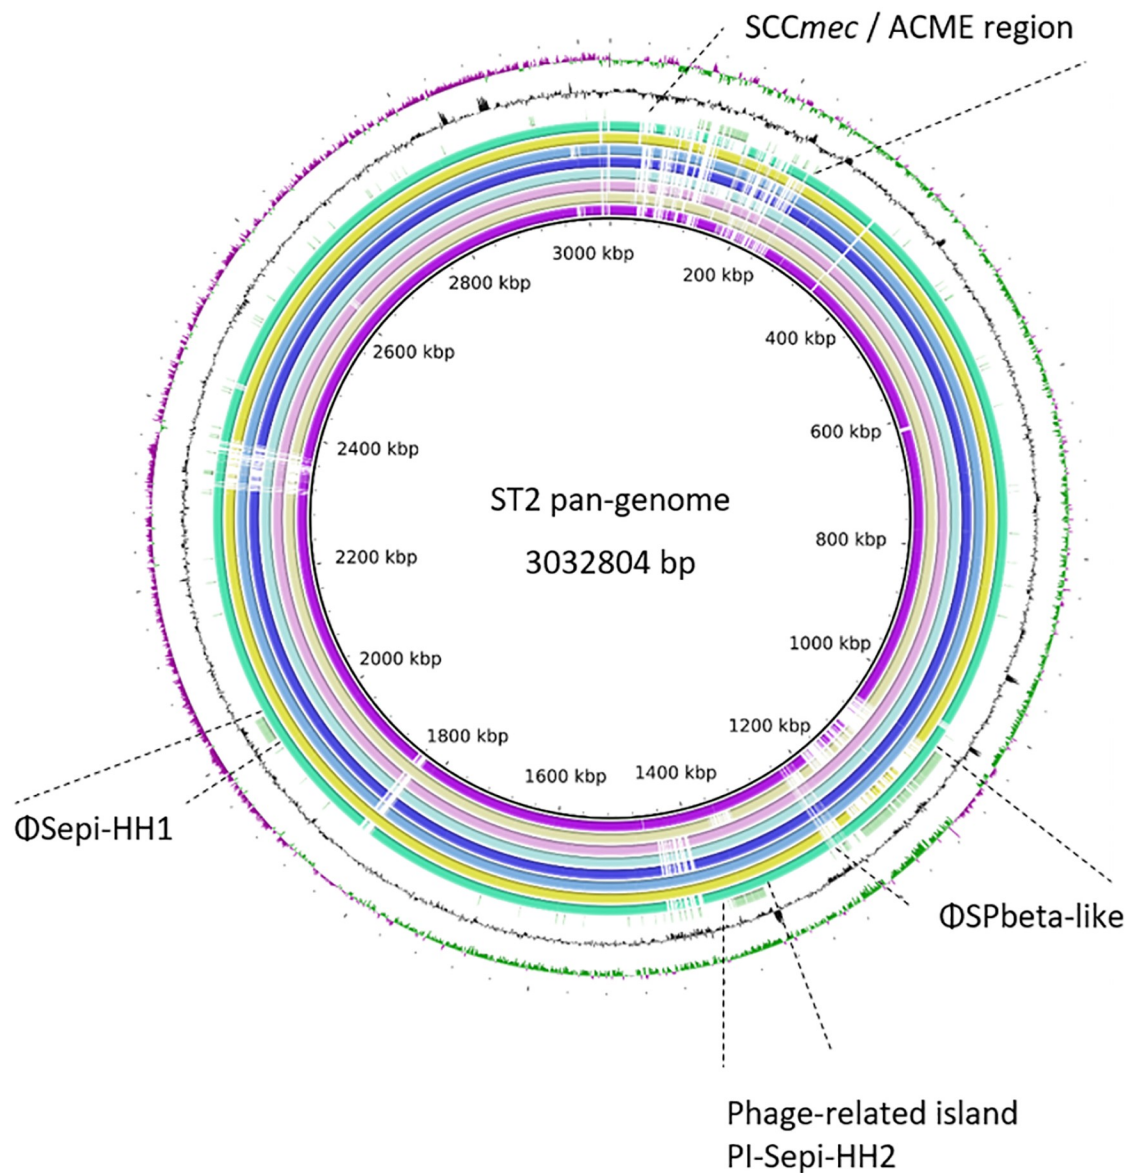 SCCmec / ACME region
3000 kbp
200 kbp
400 kbp
600 kbp
800 kbp
1000 kbp
1200 kbp
1400 kbp
1600 kbp
1800 kbp
2000 kbp
2200 kbp
2400 kbp
2600 kbp
2800 kbp
ST2 pan-genome
3032804 bp
ΦSepi-HH1
ΦSPbeta-like
Phage-related island
PI-Sepi-HH2